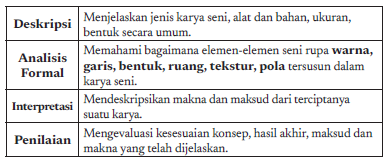 Deskripsi
Menjelaskan jenis karya seni, alat dan bahan, ukuran,
bentuk secara umum.
Analisis
Formal
Memahami bagaimana elemen-elemen seni rupa warna,
garis, bentuk, ruang, tekstur, pola tersusun dalam
karya seni.
Interpretasi
Mendeskripsikan makna dan maksud dari terciptanya
suatu karya.
Penilaian
Mengevaluasi kesesuaian konsep, hasil akhir, maksud dan
makna yang telah dijelaskan.